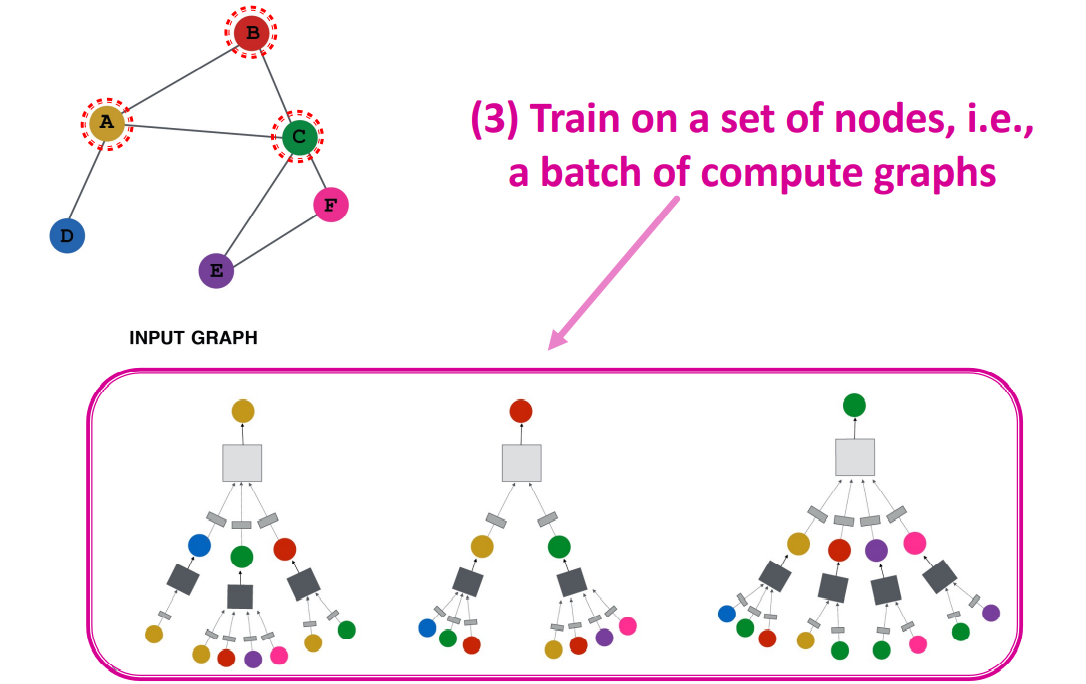 B
A
C
F
D
E
INPUT GRAPH
(3) Train on a set of nodes, i.e.,
a batch of compute graphs